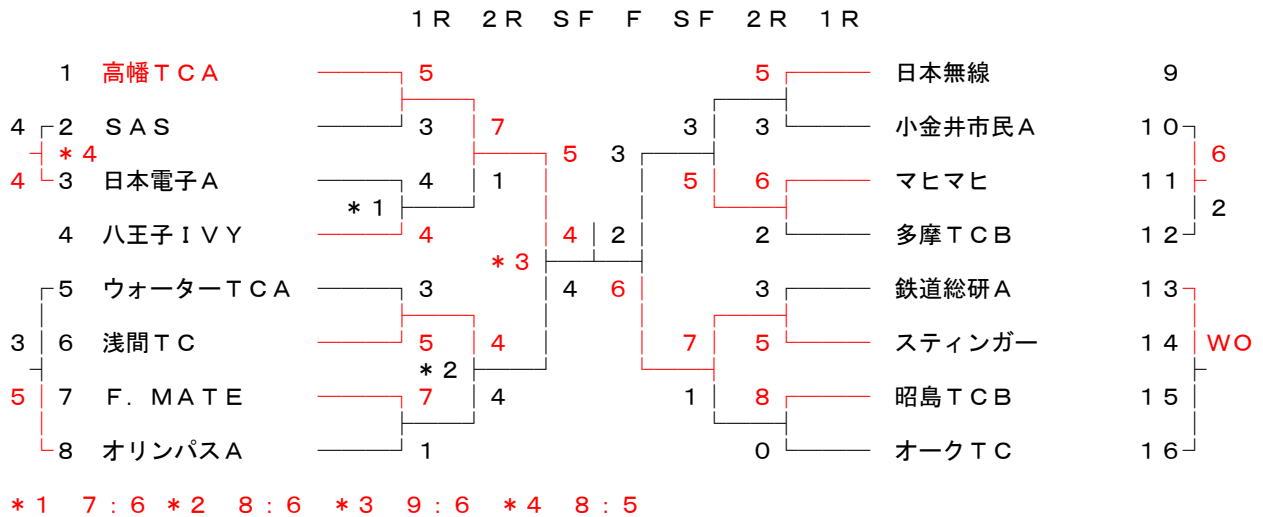 １Ｒ ２Ｒ ＳＦ Ｆ ＳＦ ２Ｒ １Ｒ
1 高幡ＴＣＡ 5 5 日本無線 9
4 2 ＳＡＳ 3 7 3 3 小金井市民Ａ 10
＊4 5 3 6
4 3 日本電子Ａ 4 1 5 6 マヒマヒ 11
＊1 2
4 八王子ＩＶＹ 4 4 2 2 多摩ＴＣＢ 12
＊3
5 ウォーターＴＣＡ 3 4 6 3 鉄道総研Ａ 13
3 6 浅間ＴＣ 5 4 7 5 スティンガー 14 ＷＯ
＊2
5 7 Ｆ．ＭＡＴＥ 7 4 1 8 昭島ＴＣＢ 15
8 オリンパスＡ 1 0 オークＴＣ 16
＊1 7：6 ＊2 8：6 ＊3 9：6 ＊4 8：5